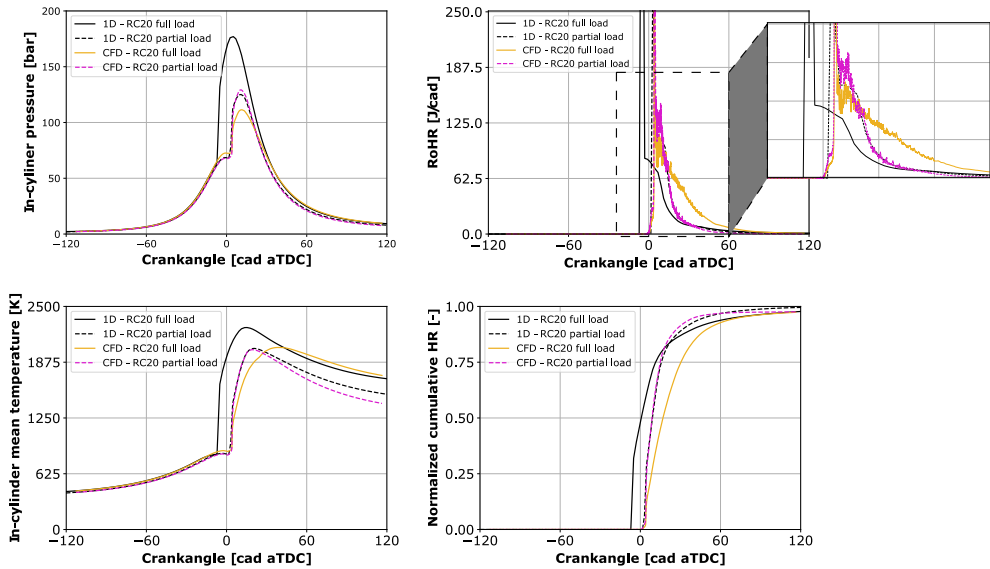 200
150
100
50
0
−120
−60
0
60
120
In-cyliner pressure [bar]
Crankangle [cad aTDC]
1D - RC20 full load
1D - RC20 partial load
CFD - RC20 full load
CFD - RC20 partial load
250.0
187.5
125.0
62.5
0.0
−120
−60
0
60
120
RoHR [J/cad]
Crankangle [cad aTDC]
1D - RC20 full load
1D - RC20 partial load
CFD - RC20 full load
CFD - RC20 partial load
2500
1875
1250
625
0
−120
−60
0
60
120
In-cylinder mean temperature [K]
Crankangle [cad aTDC]
1D - RC20 full load
1D - RC20 partial load
CFD - RC20 full load
CFD - RC20 partial load
1.00
0.75
0.50
0.25
0.00
−120
−60
0
60
120
Normalized cumulative HR [-]
Crankangle [cad aTDC]
1D - RC20 full load
1D - RC20 partial load
CFD - RC20 full load
CFD - RC20 partial load